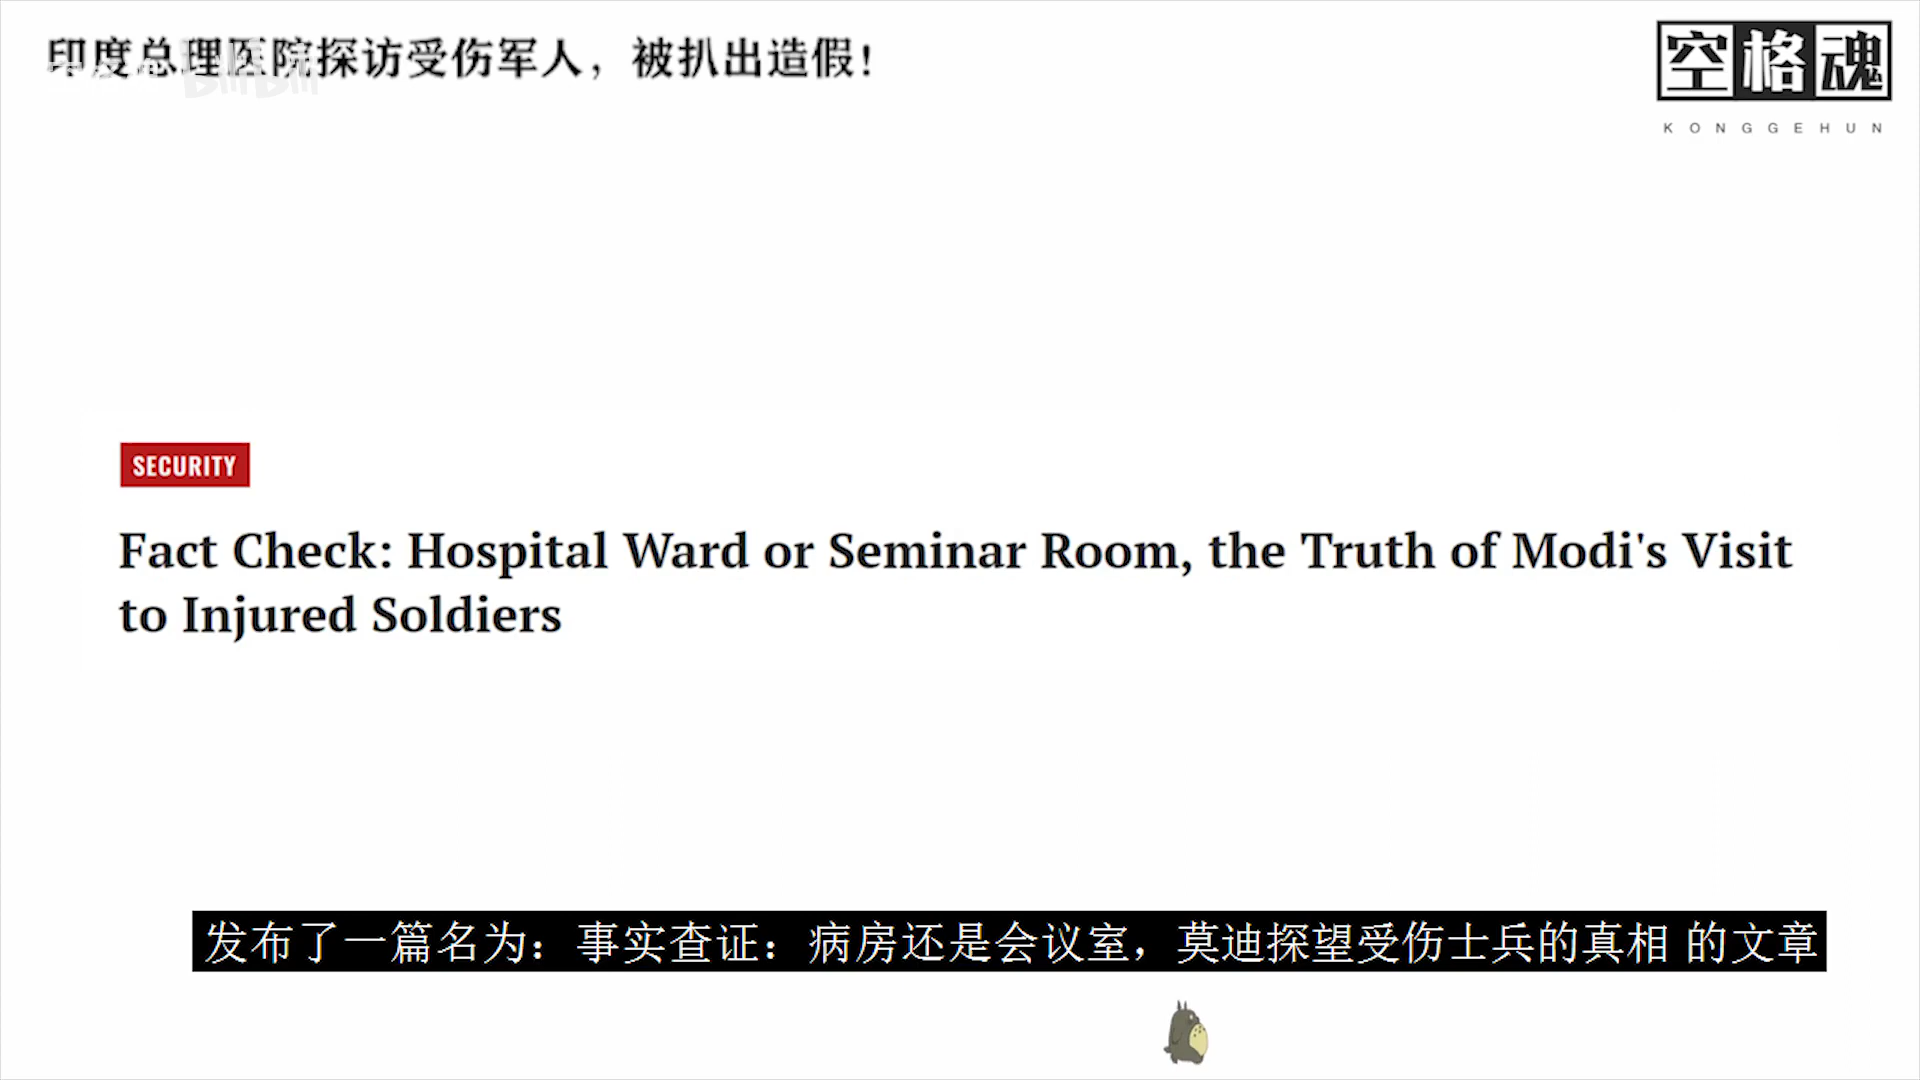 印度总理医院探访受伤军人，被扒出造假！
空格魂
KONGGEHUN
bilibili
SECURITY
Fact Check: Hospital Ward or Seminar Room, the Truth of Modi's Visit
to Injured Soldiers
发布了一篇名为：事实查证：病房还是会议室，莫迪探望受伤士兵的真相 的文章